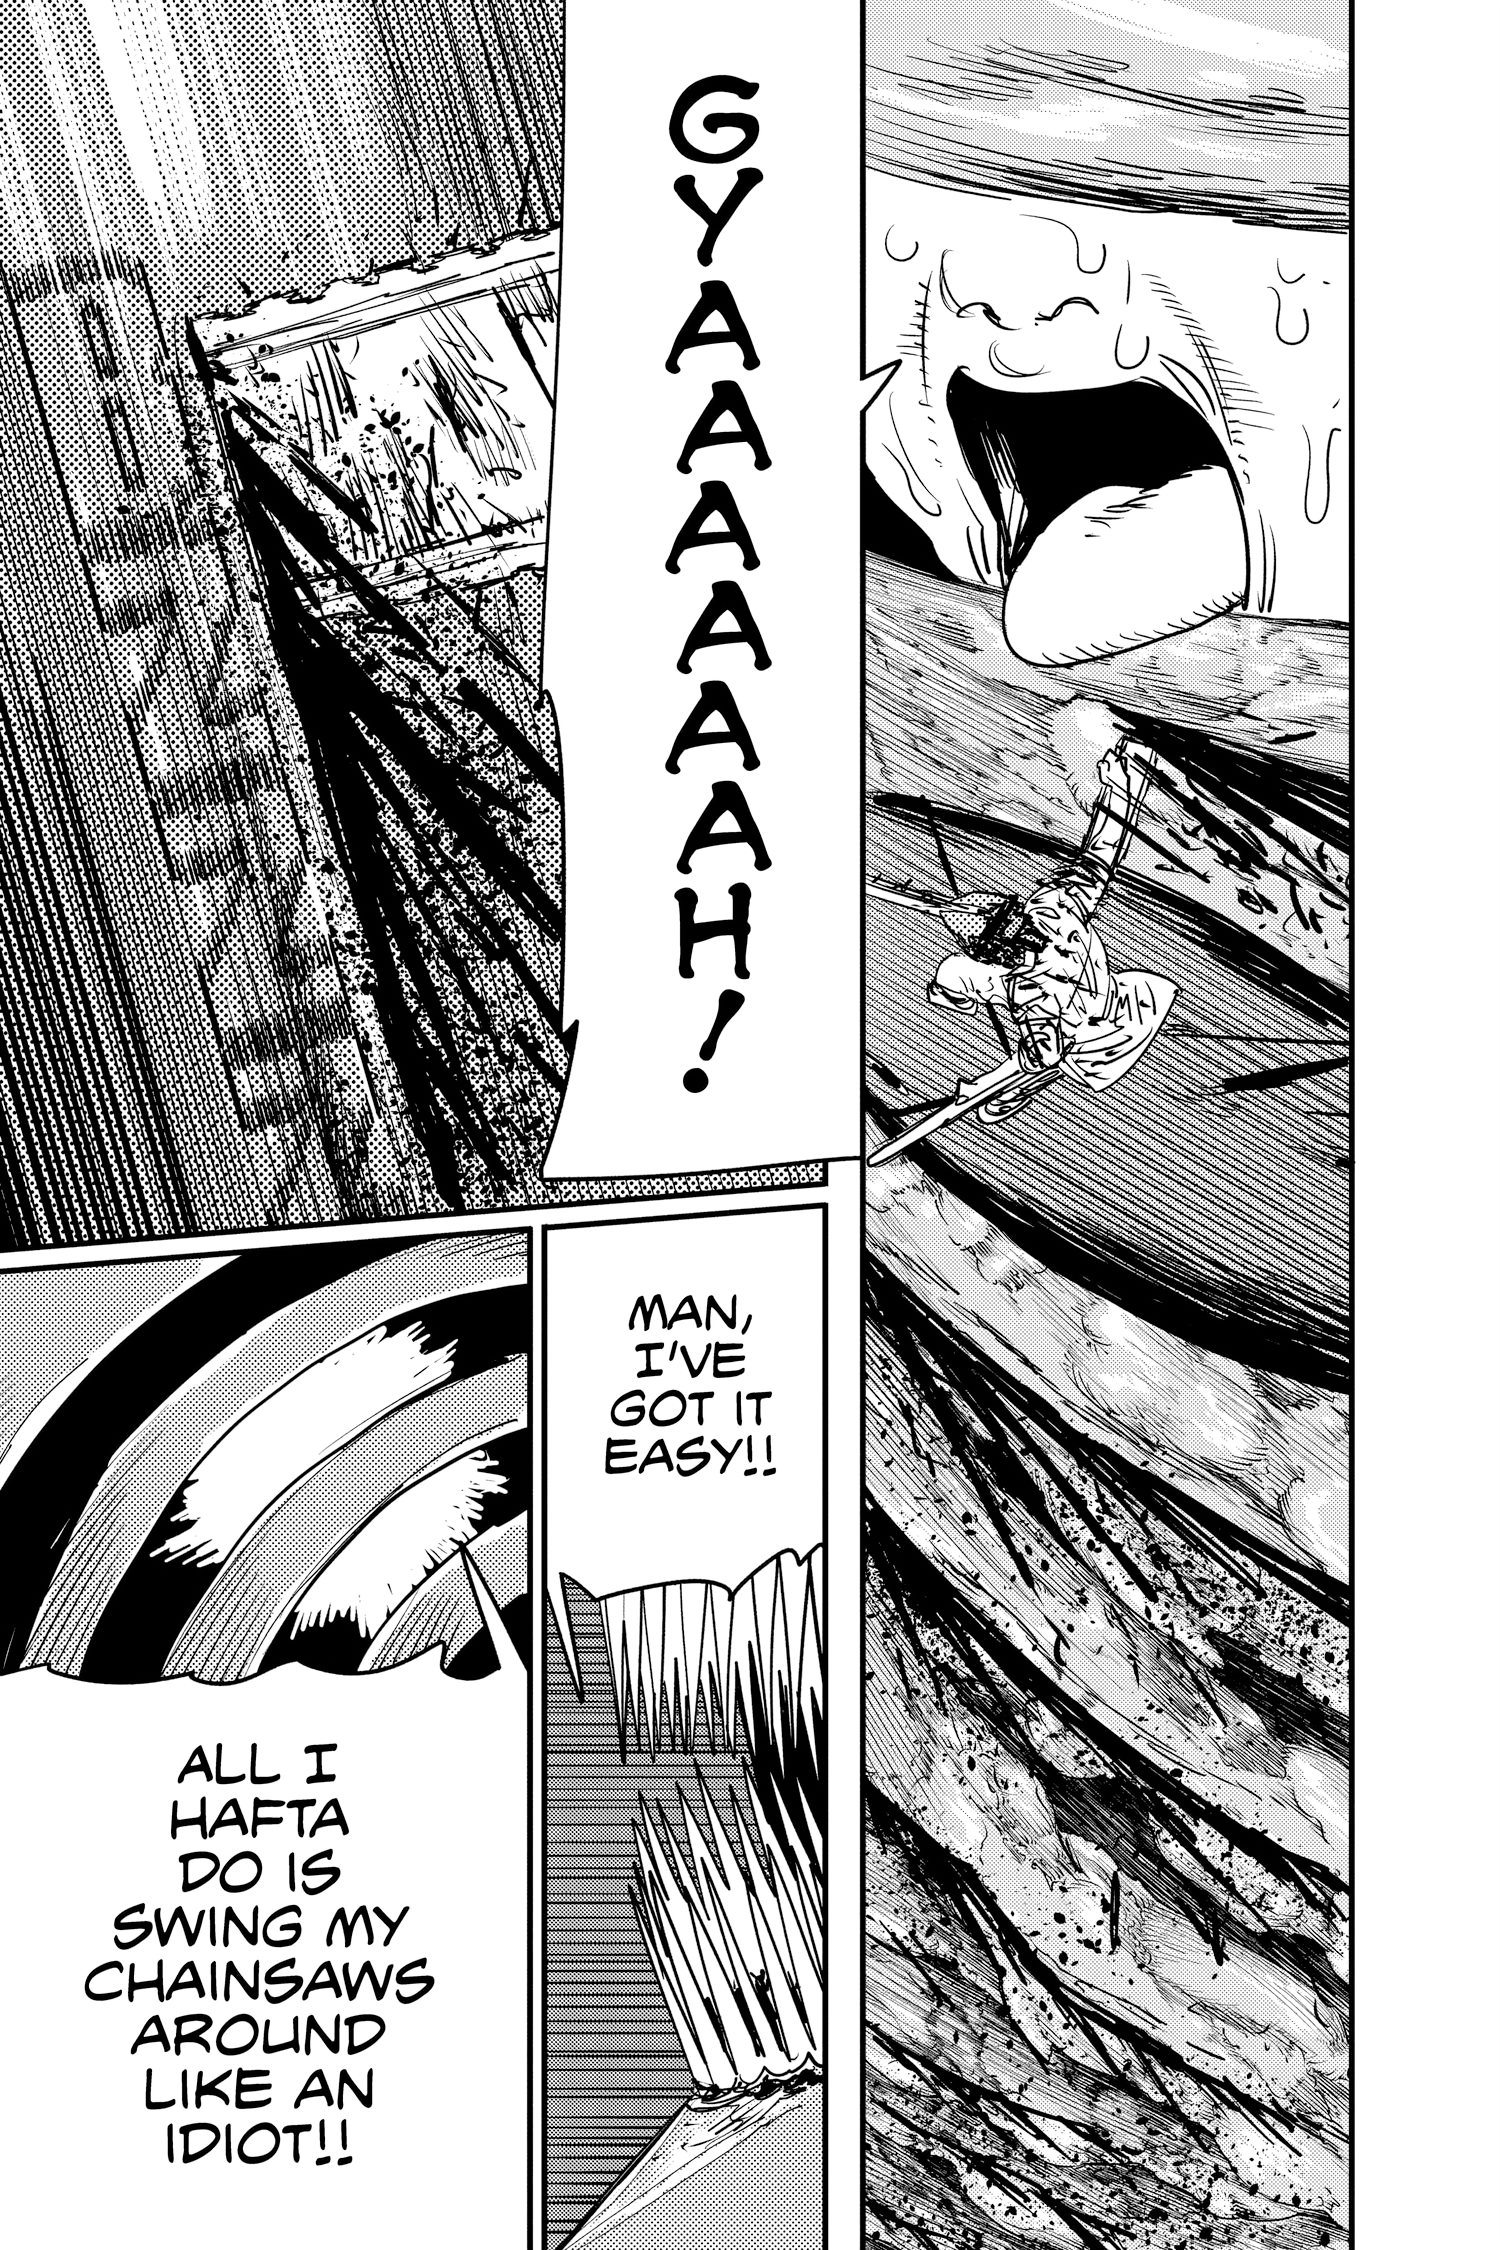 GYAAAAAAH!
MAN,
I'VE
GOT IT
EASY!!
ALL I
HAFTA
DO IS
SWING MY
CHAINSAWS
AROUND
LIKE AN
IDIOT!!